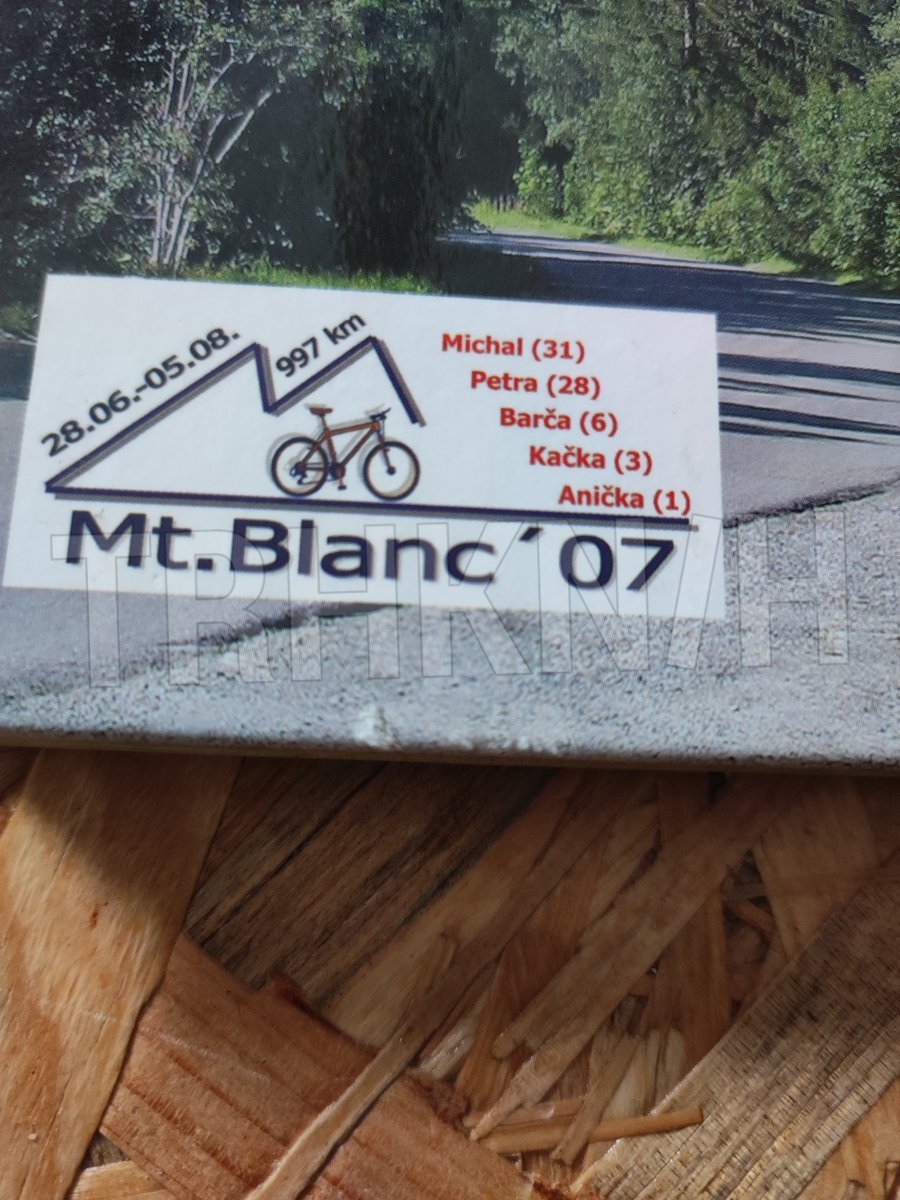 28.06.-05.08.
997 km
Michal (31)
Petra (28)
Barča (6)
Kačka (3)
Anička (1)
Mt.Blanc´07